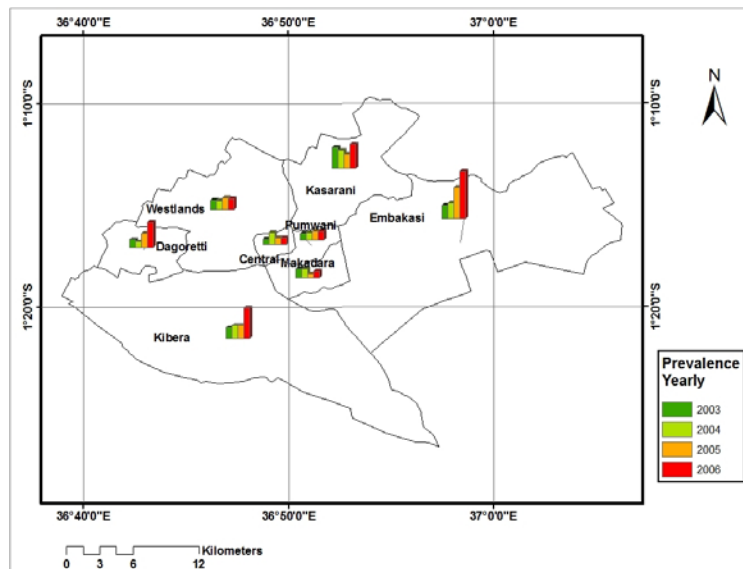 36°40'0"E 36°50'0"E 37°0'0"E
N
1°10'0"S 1°10'0"S
Kasarani
Westlands
Embakasi
Pumwani
Dagoretti
Central
Makadara
1°20'0"S 1°20'0"S
Kibera
Prevalence
Yearly
2003
2004
2005
2006
36°40'0"E 36°50'0"E 37°0'0"E
Kilometers
0 3 6 12